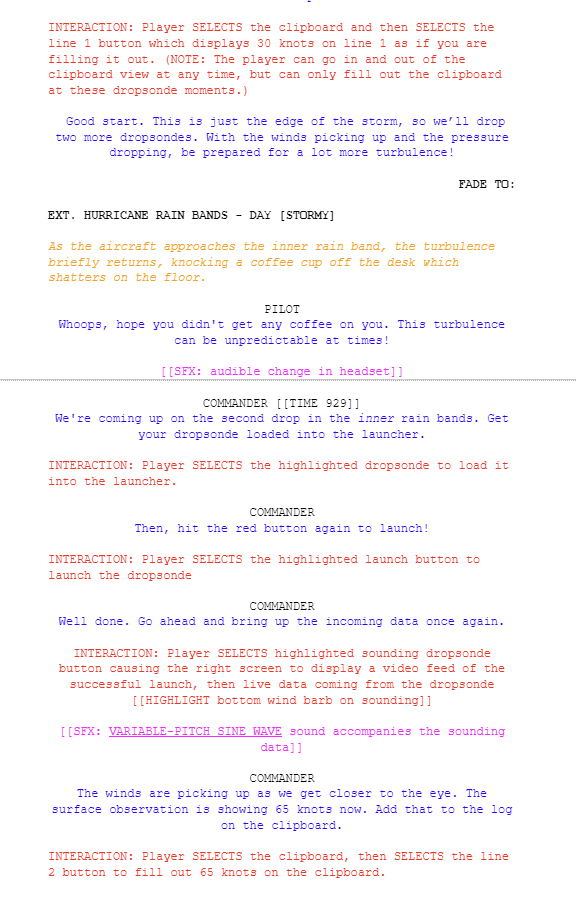 INTERACTION: Player SELECTS the clipboard and then SELECTS the
line 1 button which displays 30 knots on line 1 as if you are
filling it out. (NOTE: The player can go in and out of the
clipboard view at any time, but can only fill out the clipboard
at these dropsonde moments.)
Good start. This is just the edge of the storm, so we’ll drop
two more dropsondes. With the winds picking up and the pressure
dropping, be prepared for a lot more turbulence!
FADE TO:
EXT. HURRICANE RAIN BANDS - DAY [STORMY]
As the aircraft approaches the inner rain band, the turbulence
briefly returns, knocking a coffee cup off the desk which
shatters on the floor.
PILOT
Whoops, hope you didn't get any coffee on you. This turbulence
can be unpredictable at times!
[[SFX: audible change in headset]]
COMMANDER [[TIME 929]]
We're coming up on the second drop in the inner rain bands. Get
your dropsonde loaded into the launcher.
INTERACTION: Player SELECTS the highlighted dropsonde to load it
into the launcher.
COMMANDER
Then, hit the red button again to launch!
INTERACTION: Player SELECTS the highlighted launch button to
launch the dropsonde
COMMANDER
Well done. Go ahead and bring up the incoming data once again.
INTERACTION: Player SELECTS highlighted sounding dropsonde
button causing the right screen to display a video feed of the
successful launch, then live data coming from the dropsonde
[[HIGHLIGHT bottom wind barb on sounding]]
[[SFX: VARIABLE-PITCH SINE WAVE sound accompanies the sounding
data]]
COMMANDER
The winds are picking up as we get closer to the eye. The
surface observation is showing 65 knots now. Add that to the log
on the clipboard.
INTERACTION: Player SELECTS the clipboard, then SELECTS the line
2 button to fill out 65 knots on the clipboard.